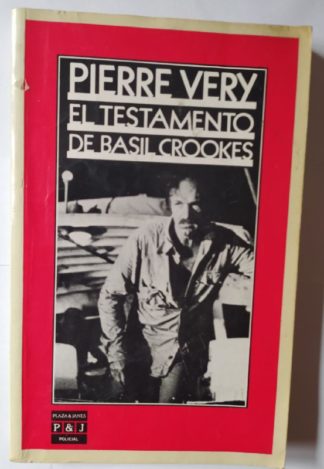 PIERRE VERY
EL TESTAMENTO
DE BASIL CROOKES
PLAZA & JANES
P & J
POLICIAL